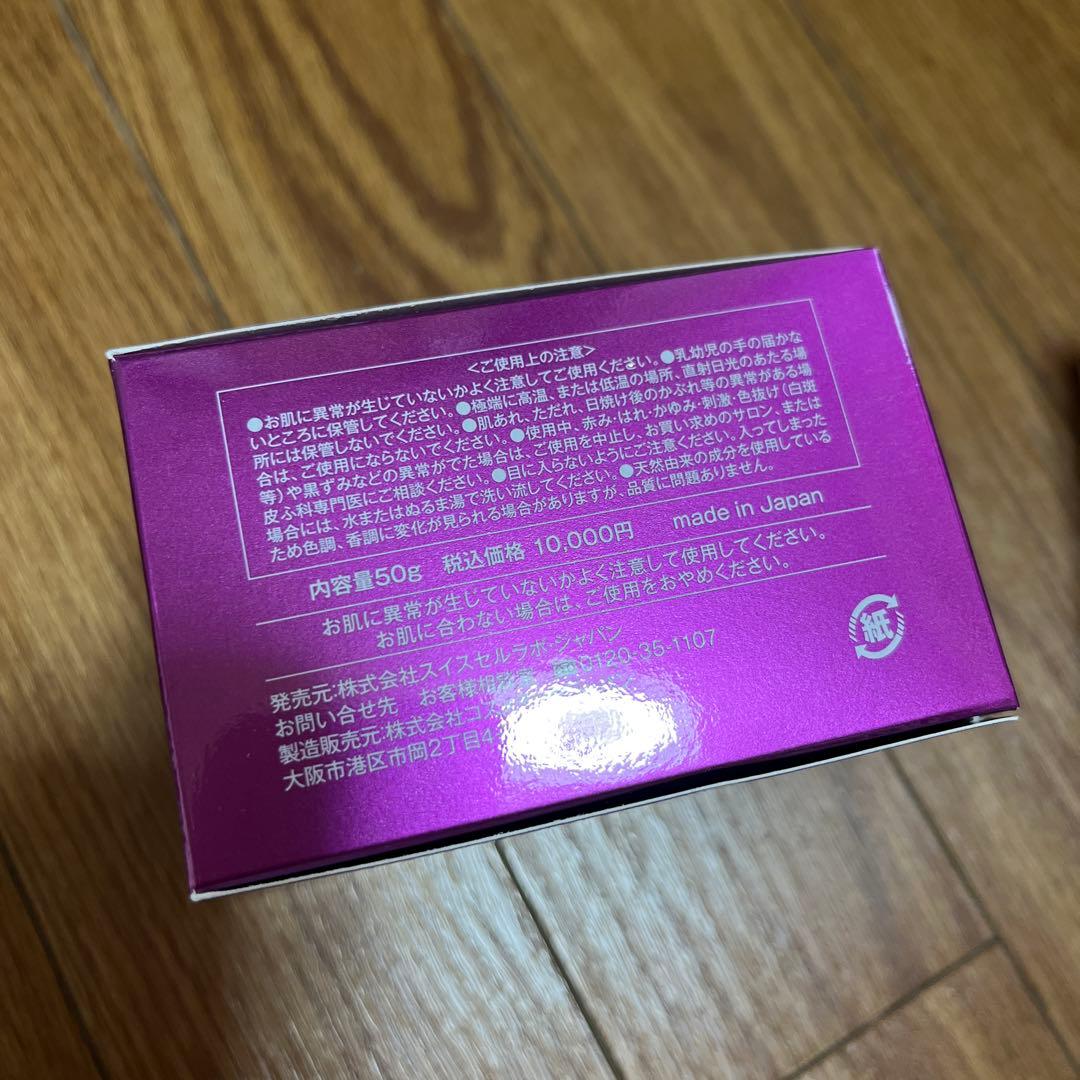 <ご使用上の注意>
●お肌に異常が生じていないかよく注意してご使用ください。●乳幼児の手の届かな
いところに保管してください。●極端に高温、または低温の場所、直射日光のあたる場
所には保管しないでください。●肌あれ、ただれ、日焼け後のかぶれ等の異常がある場
合は、ご使用にならないでください。●使用中、赤み・はれ・かゆみ・刺激・色抜け(白斑
等)や黒ずみなどの異常がでた場合は、ご使用を中止し、お買い求めのサロン、または
皮ふ科専門医にご相談ください。●目に入らないようにご注意ください。入ってしまった
場合には、水またはぬるま湯で洗い流してください。●天然由来の成分を使用している
ため色調、香調に変化が見られる場合がありますが、品質に問題ありません。
内容量50g 税込価格 10,000円 made in Japan
お肌に異常が生じていないかよく注意して使用してください。
お肌に合わない場合は、ご使用をおやめください。
発売元:株式会社スイスセルラボ・ジャパン
お問い合せ先 お客様相談室 0120-35-1107
製造販売元:株式会社コス
大阪市港区市岡2丁目4
紙